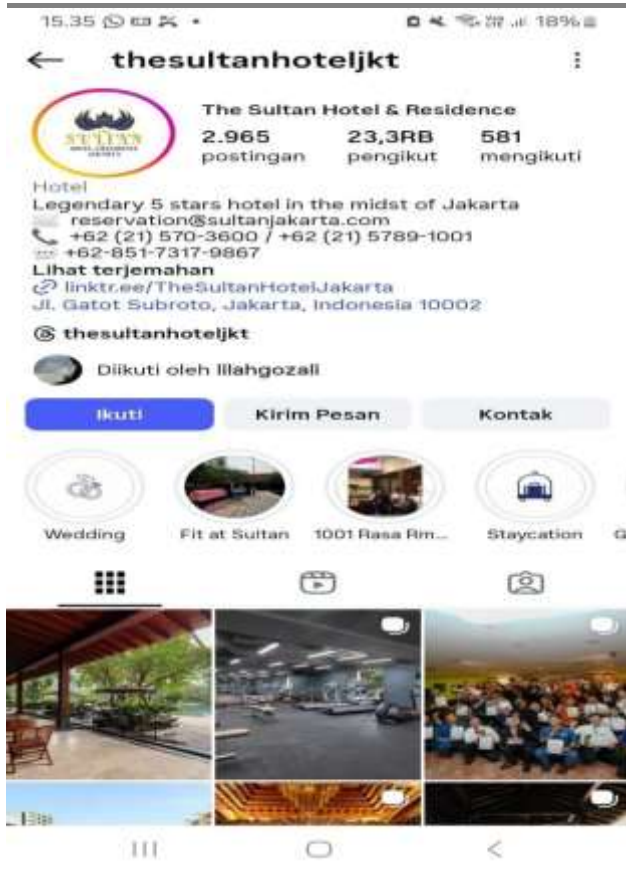 15.35
18%
thesultanhoteljkt
SULTAN
The Sultan Hotel & Residence
2.965 23,3RB 581
postingan pengikut mengikuti
Hotel
Legendary 5 stars hotel in the midst of Jakarta
reservation@sultanjakarta.com
+62 (21) 570-3600 / +62 (21) 5789-1001
+62-851-7317-9867
Lihat terjemahan
linktr.ee/TheSultanHotelJakarta
Jl. Gatot Subroto, Jakarta, Indonesia 10002
thesultanhoteljkt
Diikuti oleh lilahgozali
Ikuti Kirim Pesan Kontak
Wedding Fit at Sultan 1001 Rasa Rm... Staycation G